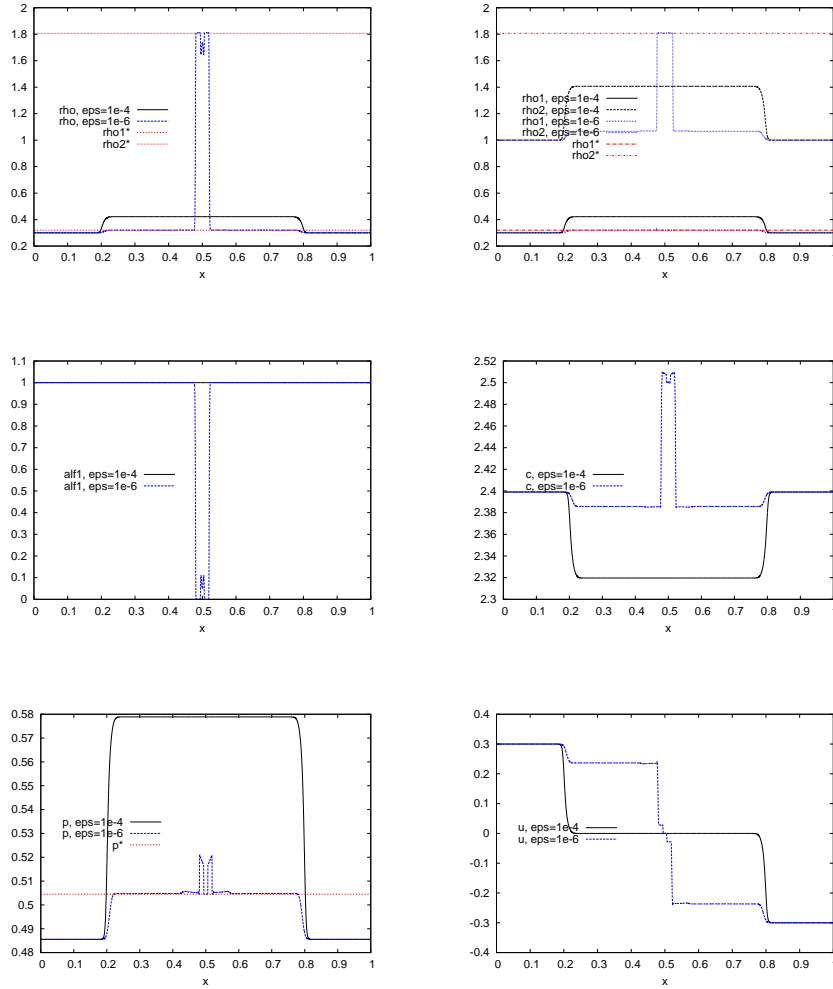 2
1.8
1.6
1.4
1.2
1
0.8
0.6
0.4
0.2
rho, eps=1e-4
rho, eps=1e-6
rho1*
rho2*
0 0.1 0.2 0.3 0.4 0.5 0.6 0.7 0.8 0.9 1
x
2
1.8
1.6
1.4
1.2
1
0.8
0.6
0.4
0.2
rho1, eps=1e-4
rho2, eps=1e-4
rho1, eps=1e-6
rho2, eps=1e-6
rho1*
rho2*
0 0.1 0.2 0.3 0.4 0.5 0.6 0.7 0.8 0.9 1
x
1.1
1
0.9
0.8
0.7
0.6
0.5
0.4
0.3
0.2
0.1
0
alf1, eps=1e-4
alf1, eps=1e-6
0 0.1 0.2 0.3 0.4 0.5 0.6 0.7 0.8 0.9 1
x
2.52
2.5
2.48
2.46
2.44
2.42
2.4
2.38
2.36
2.34
2.32
2.3
c, eps=1e-4
c, eps=1e-6
0 0.1 0.2 0.3 0.4 0.5 0.6 0.7 0.8 0.9 1
x
0.58
0.57
0.56
0.55
0.54
0.53
0.52
0.51
0.5
0.49
0.48
p, eps=1e-4
p, eps=1e-6
p*
0 0.1 0.2 0.3 0.4 0.5 0.6 0.7 0.8 0.9 1
x
0.4
0.3
0.2
0.1
0
-0.1
-0.2
-0.3
-0.4
u, eps=1e-4
u, eps=1e-6
0 0.1 0.2 0.3 0.4 0.5 0.6 0.7 0.8 0.9 1
x